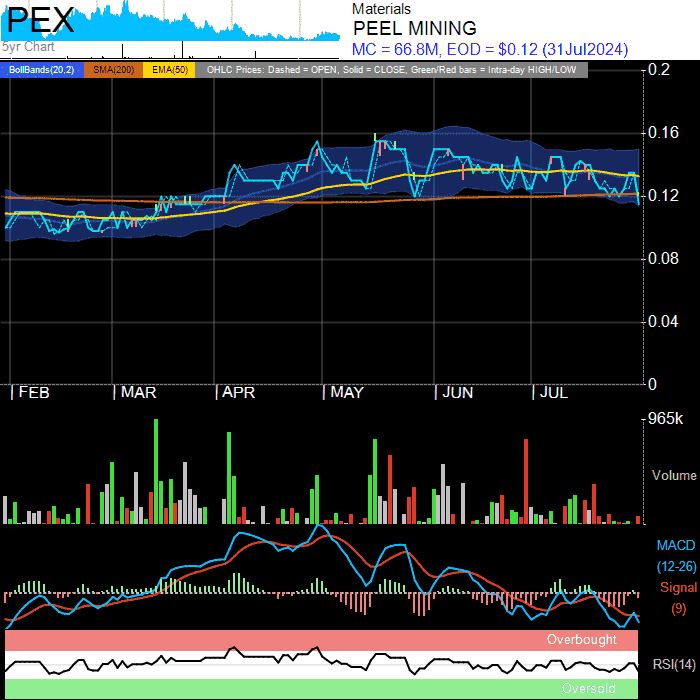 PEX
5yr Chart
Materials
PEEL MINING
MC = 66.8M, EOD = $0.12 (31Jul2024)
BollBands(20,2) SMA(200) EMA(50) OHLC Prices: Dashed = OPEN, Solid = CLOSE, Green/Red bars = Intra-day HIGH/LOW
0.2
0.16
0.12
0.08
0.04
0
FEB MAR APR MAY JUN JUL
965k
Volume
MACD
(12-26)
Signal
(9)
Overbought
RSI(14)
Oversold